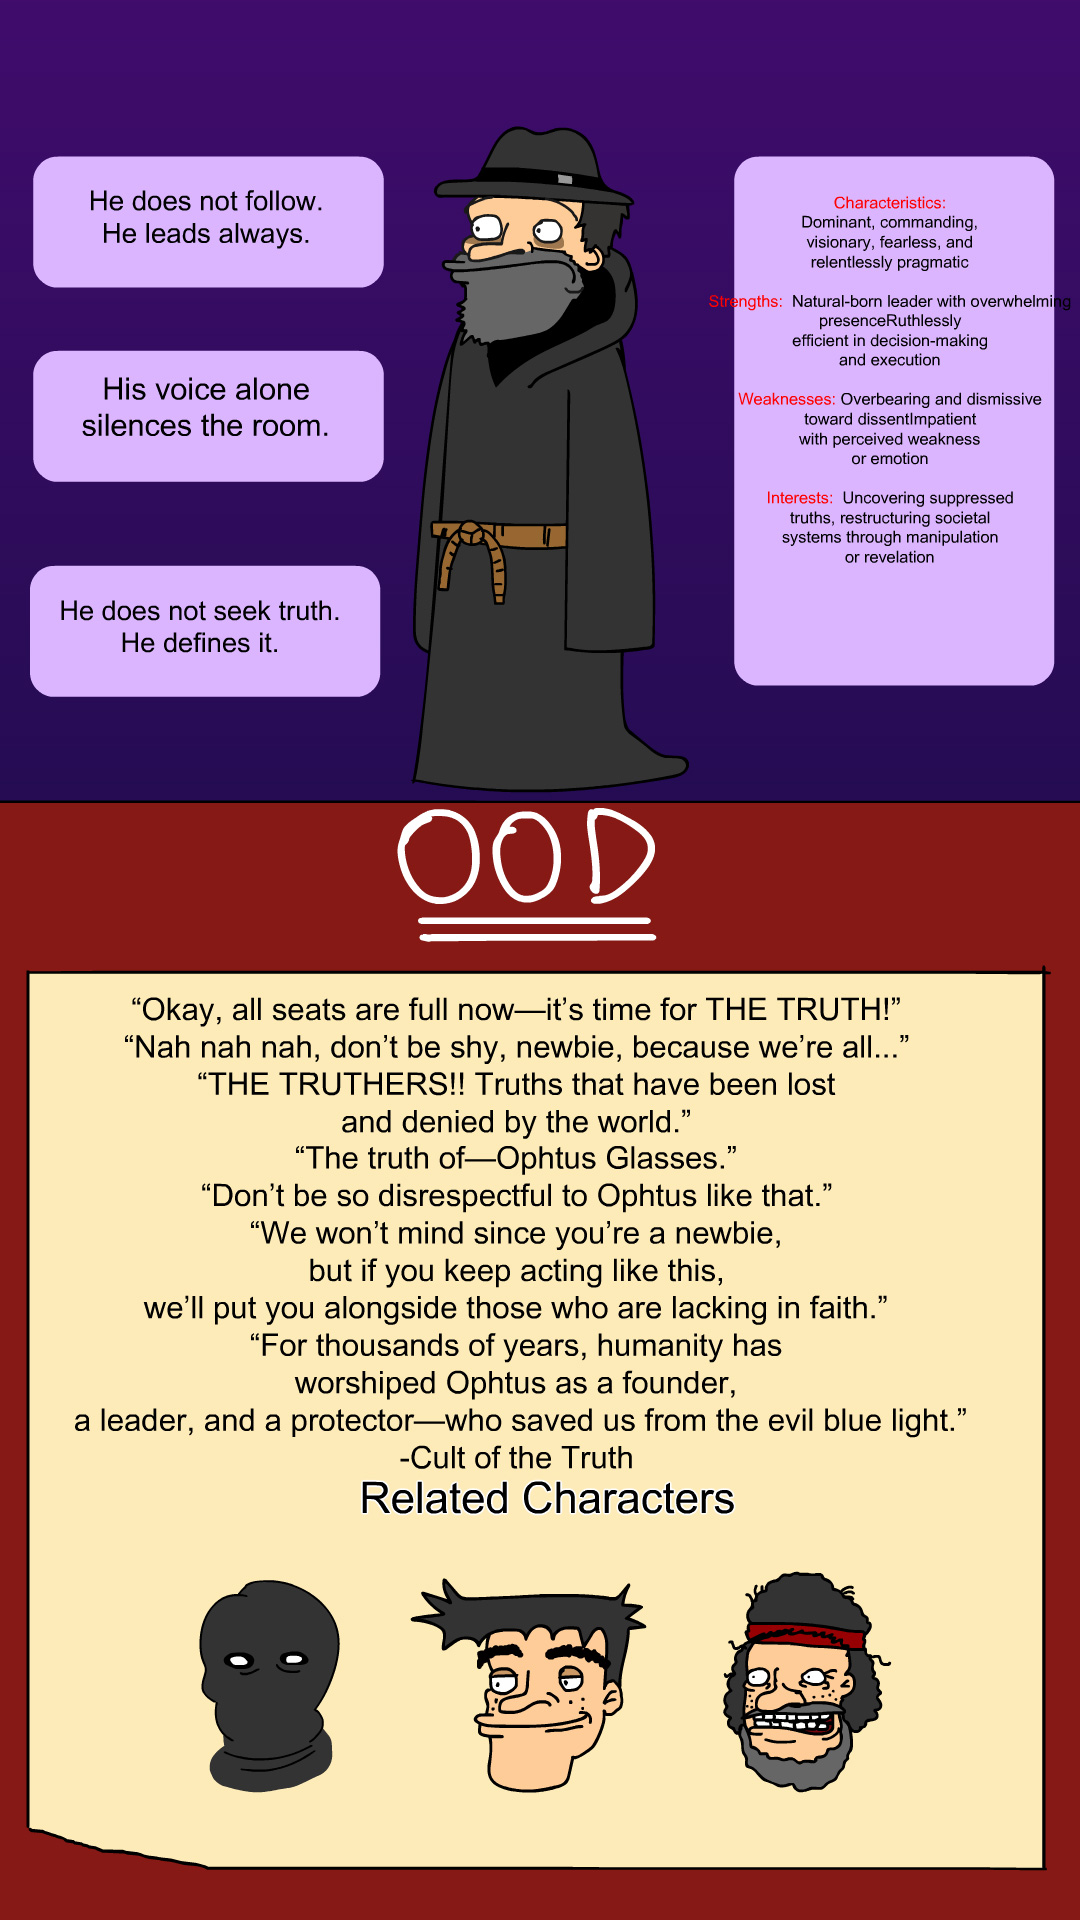 He does not follow.
He leads always.
His voice alone
silences the room.
He does not seek truth.
He defines it.
Characteristics:
Dominant, commanding,
visionary, fearless, and
relentlessly pragmatic
Strengths:  Natural-born leader with overwhelming
presenceRuthlessly
efficient in decision-making
and execution
Weaknesses: Overbearing and dismissive
toward dissentImpatient
with perceived weakness
or emotion
Interests:  Uncovering suppressed
truths, restructuring societal
systems through manipulation
or revelation
OOD
“Okay, all seats are full now—it’s time for THE TRUTH!”
“Nah nah nah, don’t be shy, newbie, because we’re all...”
“THE TRUTHERS!! Truths that have been lost
and denied by the world.”
“The truth of—Ophtus Glasses.”
“Don’t be so disrespectful to Ophtus like that.”
“We won’t mind since you’re a newbie,
but if you keep acting like this,
we’ll put you alongside those who are lacking in faith.”
“For thousands of years, humanity has
worshiped Ophtus as a founder,
a leader, and a protector—who saved us from the evil blue light.”
-Cult of the Truth
Related Characters